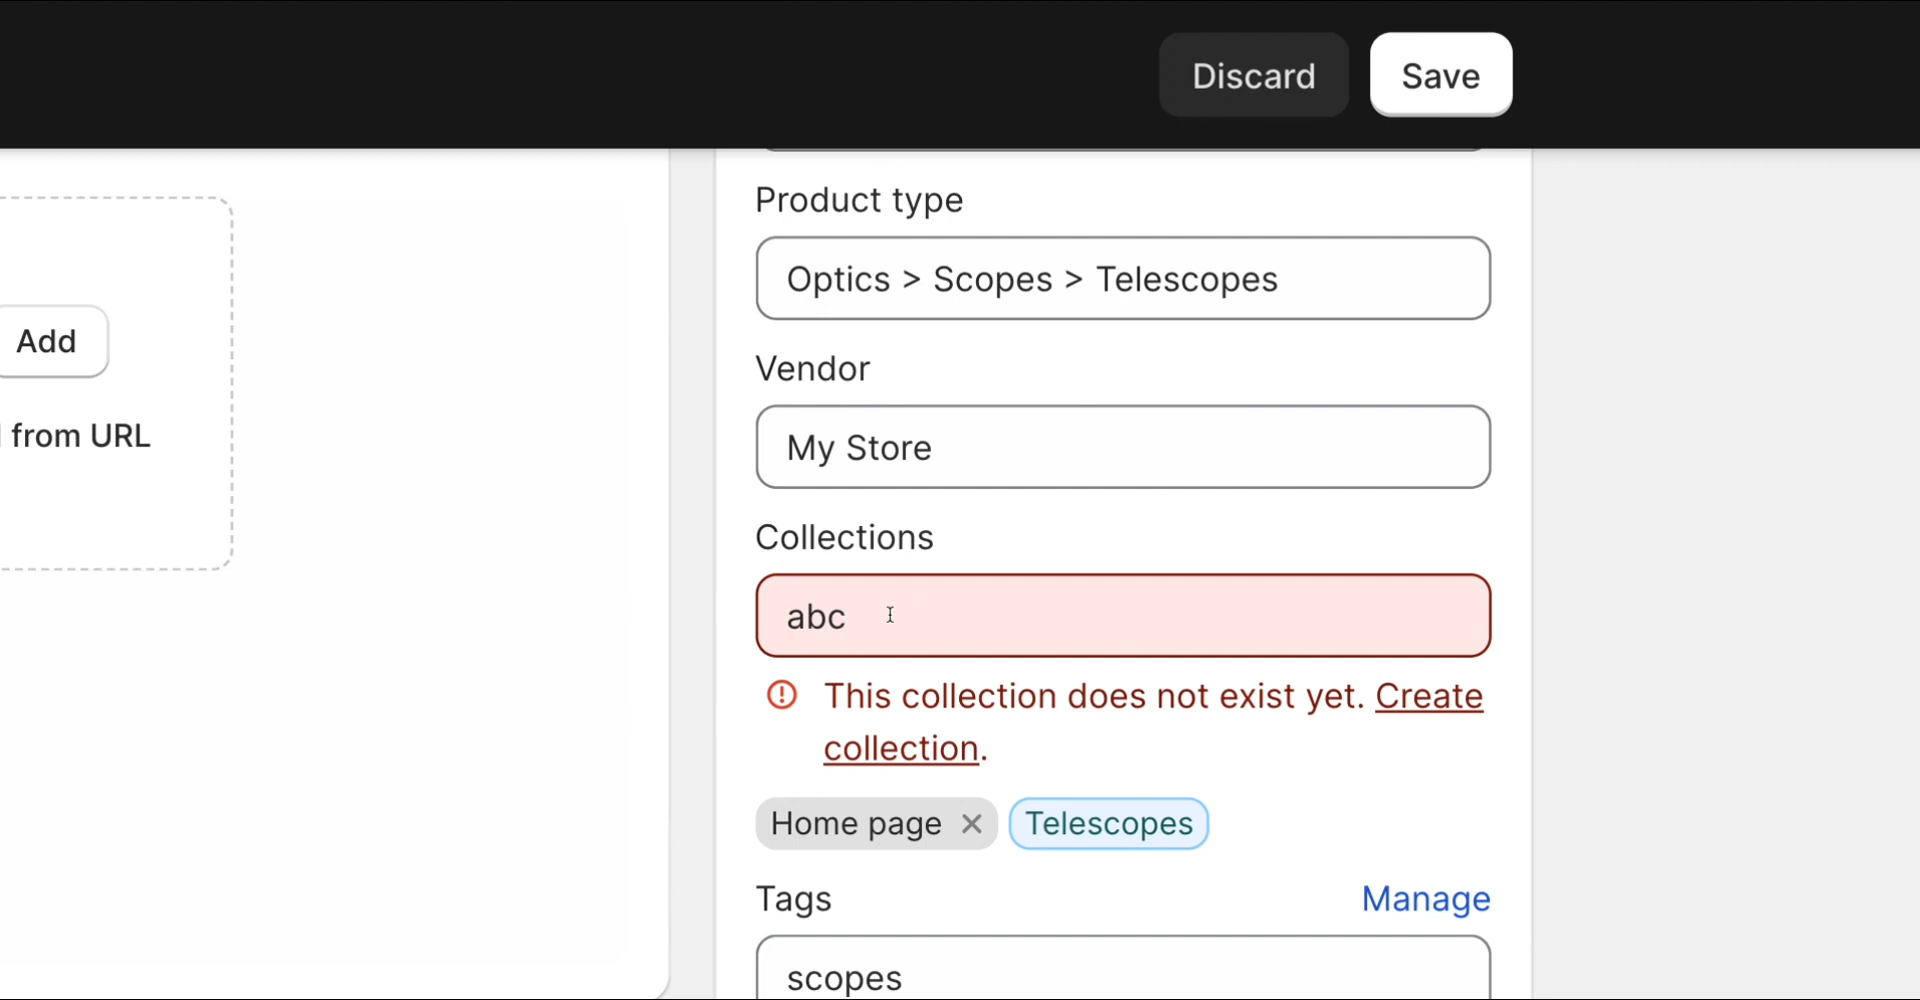 Discard Save
Product type
Optics > Scopes > Telescopes
Add
Vendor
from URL
My Store
Collections
abc
This collection does not exist yet. Create
collection.
Home page × Telescopes
Tags Manage
scopes